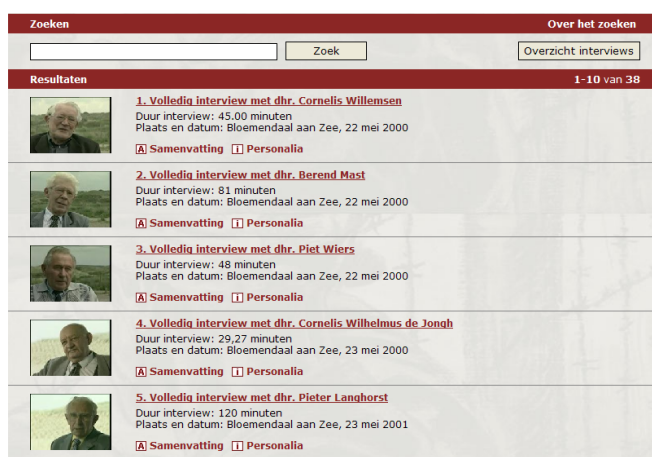 Zoeken Over het zoeken
Zoek Overzicht interviews
Resultaten 1-10 van 38
1. Volledig interview met dhr. Cornelis Willemsen
Duur interview: 45.00 minuten
Plaats en datum: Bloemendaal aan Zee, 22 mei 2000
A Samenvatting i Personalia
2. Volledig interview met dhr. Berend Mast
Duur interview: 81 minuten
Plaats en datum: Bloemendaal aan Zee, 22 mei 2000
A Samenvatting i Personalia
3. Volledig interview met dhr. Piet Wiers
Duur interview: 48 minuten
Plaats en datum: Bloemendaal aan Zee, 22 mei 2000
A Samenvatting i Personalia
4. Volledig interview met dhr. Cornelis Wilhelmus de Jongh
Duur interview: 29,27 minuten
Plaats en datum: Bloemendaal aan Zee, 23 mei 2000
A Samenvatting i Personalia
5. Volledig interview met dhr. Pieter Langhorst
Duur interview: 120 minuten
Plaats en datum: Bloemendaal aan Zee, 23 mei 2001
A Samenvatting i Personalia